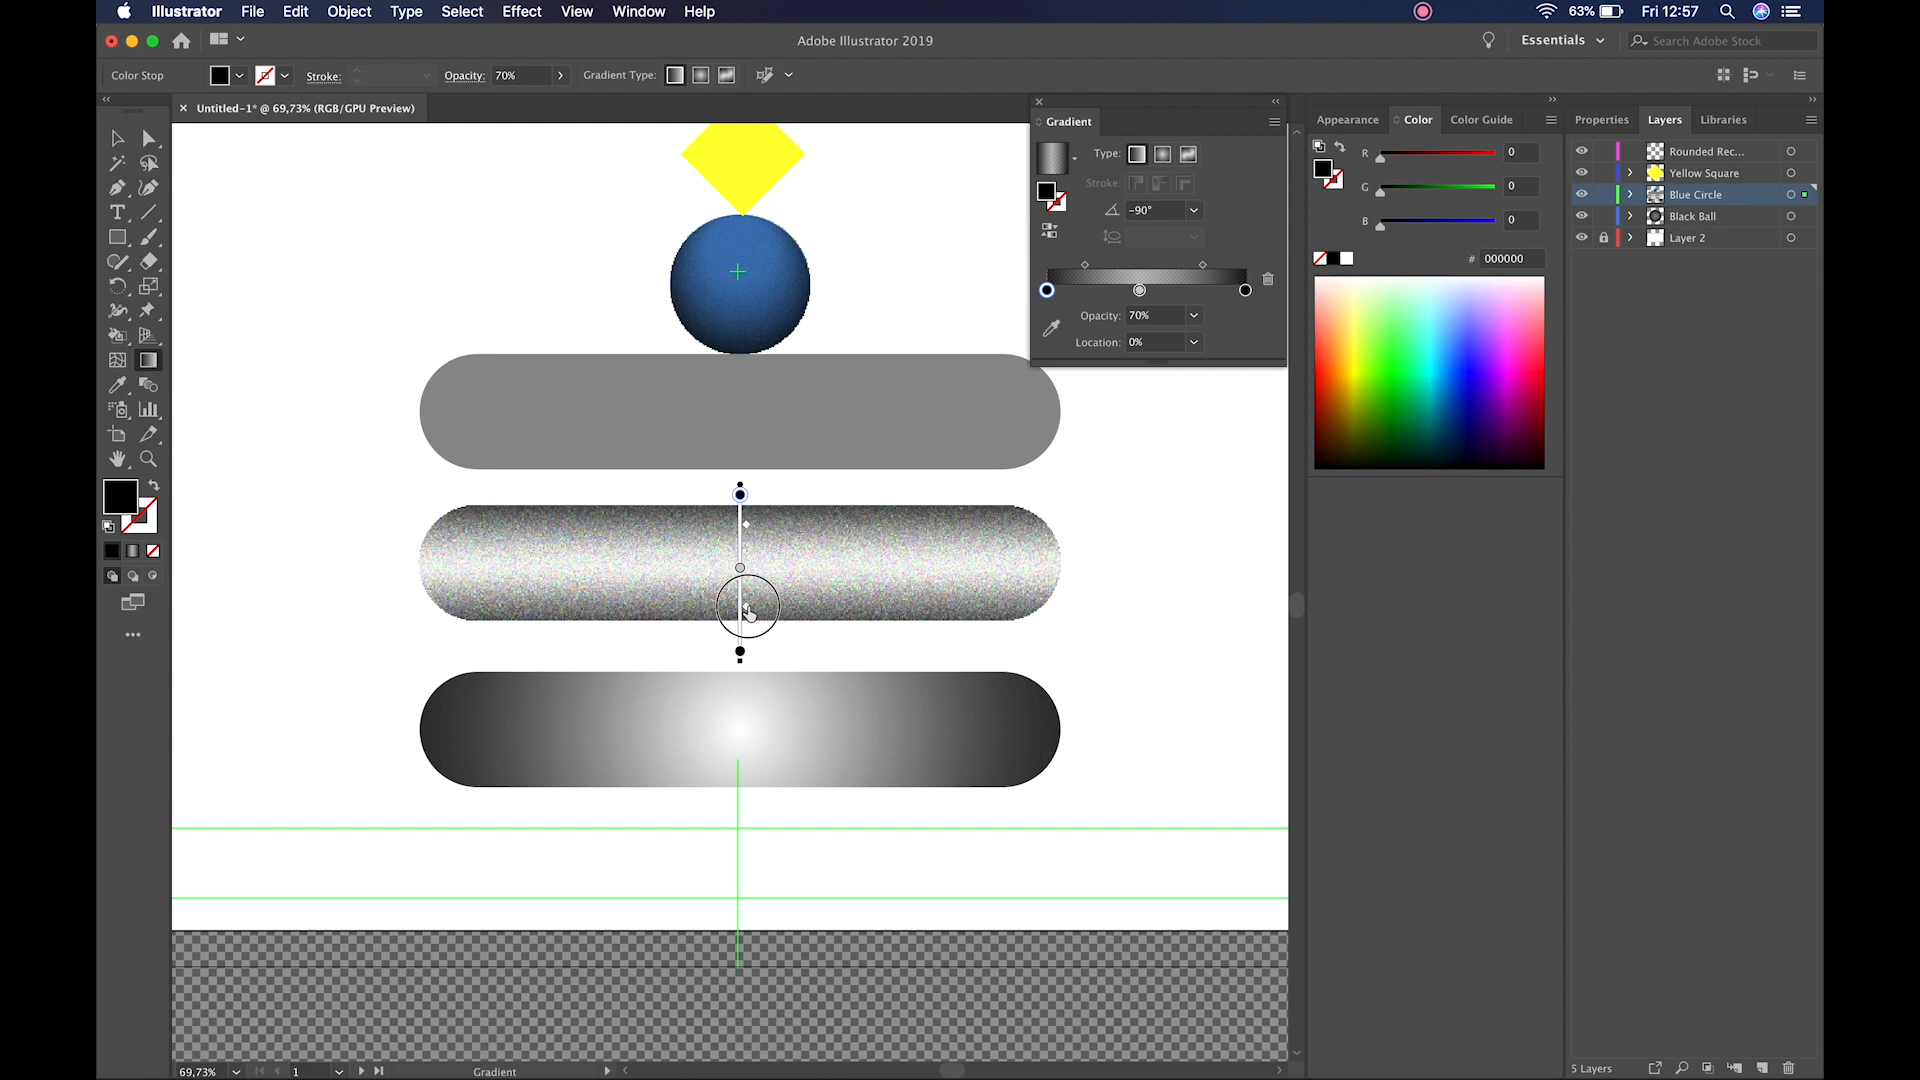 Illustrator File Edit Object Type Select Effect View Window Help 63% Fri 12:57
Adobe Illustrator 2019 Essentials Search Adobe Stock
Color Stop Stroke: Opacity: 70% Gradient Type:
Untitled-1* @ 69,73% (RGB/GPU Preview)
Gradient
Type:
Stroke:
-90°
Opacity: 70%
Location: 0%
Appearance Color Color Guide
R 0
G 0
B 0
# 000000
Properties Layers Libraries
Rounded Rec...
Yellow Square
Blue Circle
Black Ball
Layer 2
69,73% 1 Gradient
5 Layers